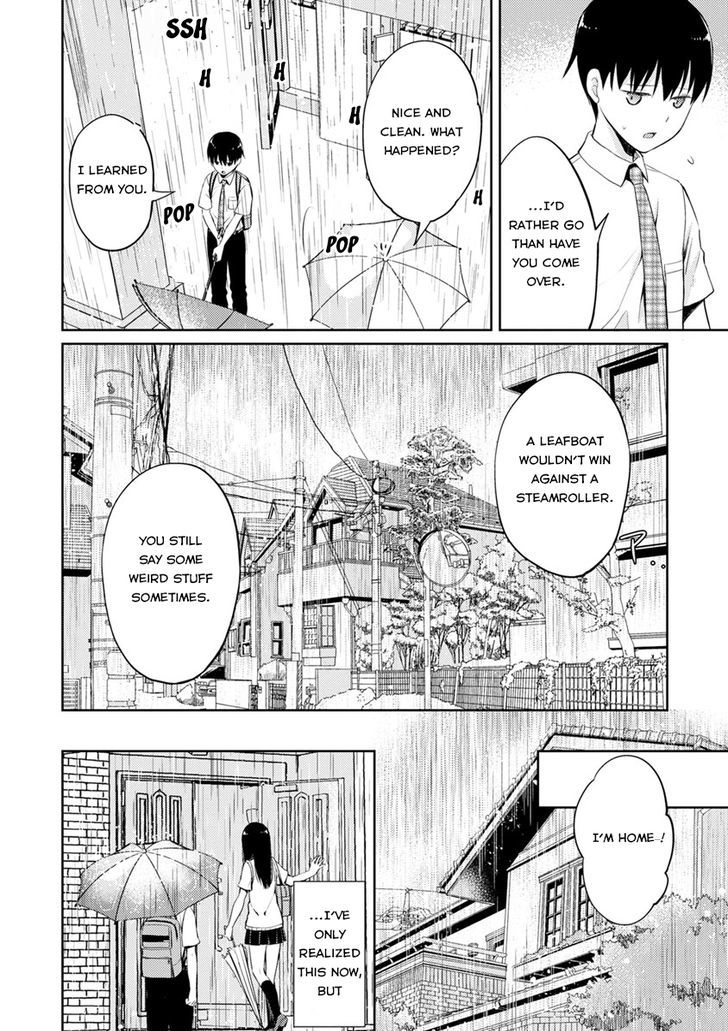 ...I'D
RATHER GO
THAN HAVE
YOU COME
OVER.
NICE AND
CLEAN. WHAT
HAPPENED?
I LEARNED
FROM YOU.
SSH
H
H
H
H
H
POP
POP
A LEAFBOAT
WOULDN'T WIN
AGAINST A
STEAMROLLER.
YOU STILL
SAY SOME
WEIRD STUFF
SOMETIMES.
I'M HOME!
...I'VE
ONLY
REALIZED
THIS NOW,
BUT